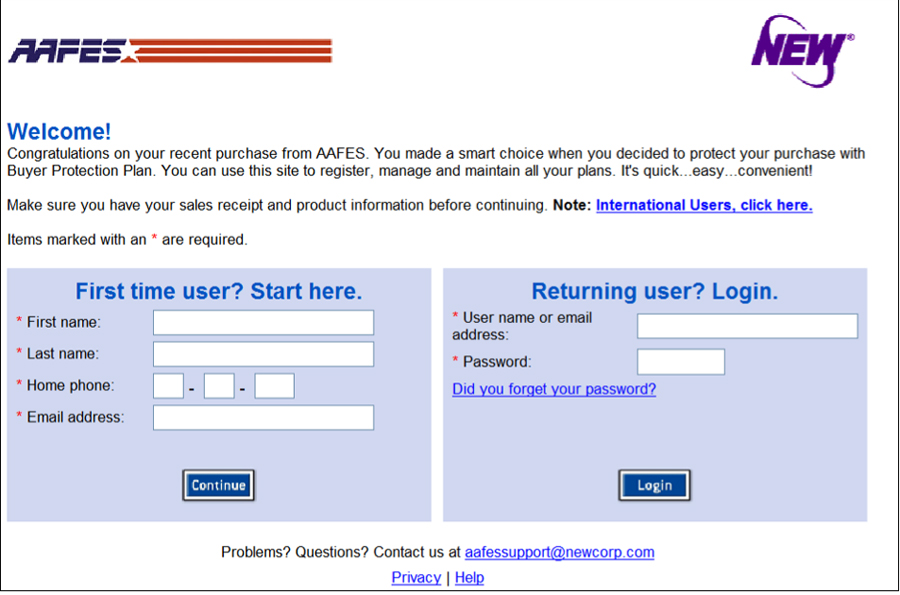 AAFES
NEW®
Welcome!
Congratulations on your recent purchase from AAFES. You made a smart choice when you decided to protect your purchase with
Buyer Protection Plan. You can use this site to register, manage and maintain all your plans. It's quick...easy...convenient!
Make sure you have your sales receipt and product information before continuing. Note: International Users, click here.
Items marked with an * are required.
First time user? Start here.
* First name:
* Last name:
* Home phone: - -
* Email address:
Continue
Returning user? Login.
* User name or email
address:
* Password:
Did you forget your password?
Login
Problems? Questions? Contact us at aafessupport@newcorp.com
Privacy | Help